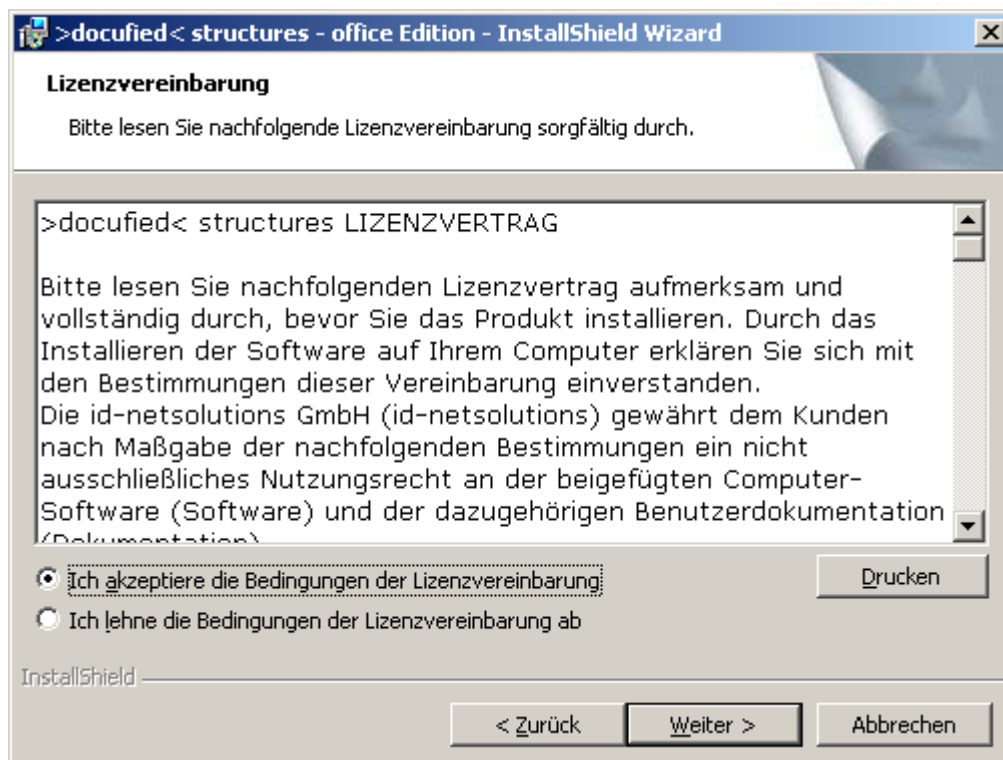 >docufied< structures - office Edition - InstallShield Wizard
Lizenzvereinbarung
Bitte lesen Sie nachfolgende Lizenzvereinbarung sorgfältig durch.
>docufied< structures LIZENZVERTRAG
Bitte lesen Sie nachfolgenden Lizenzvertrag aufmerksam und
vollständig durch, bevor Sie das Produkt installieren. Durch das
Installieren der Software auf Ihrem Computer erklären Sie sich mit
den Bestimmungen dieser Vereinbarung einverstanden.
Die id-netsolutions GmbH (id-netsolutions) gewährt dem Kunden
nach Maßgabe der nachfolgenden Bestimmungen ein nicht
ausschließliches Nutzungsrecht an der beigefügten Computer-
Software (Software) und der dazugehörigen Benutzerdokumentation
(Dokumentation)
Ich akzeptiere die Bedingungen der Lizenzvereinbarung
Drucken
Ich lehne die Bedingungen der Lizenzvereinbarung ab
InstallShield
< Zurück
Weiter >
Abbrechen